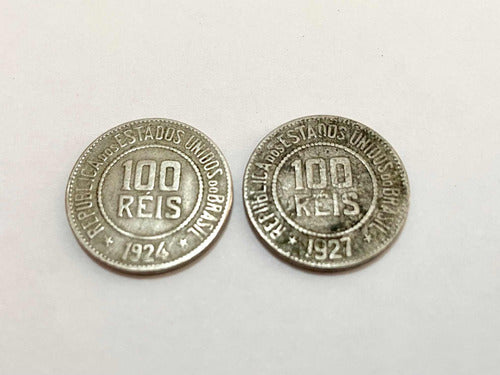 REPUBLICA DOS ESTADOS UNIDOS DO BRASIL
100
RÉIS
★ 1924 ★
REPUBLICA DOS ESTADOS UNIDOS DO BRASIL
100
RÉIS
★ 1927 ★